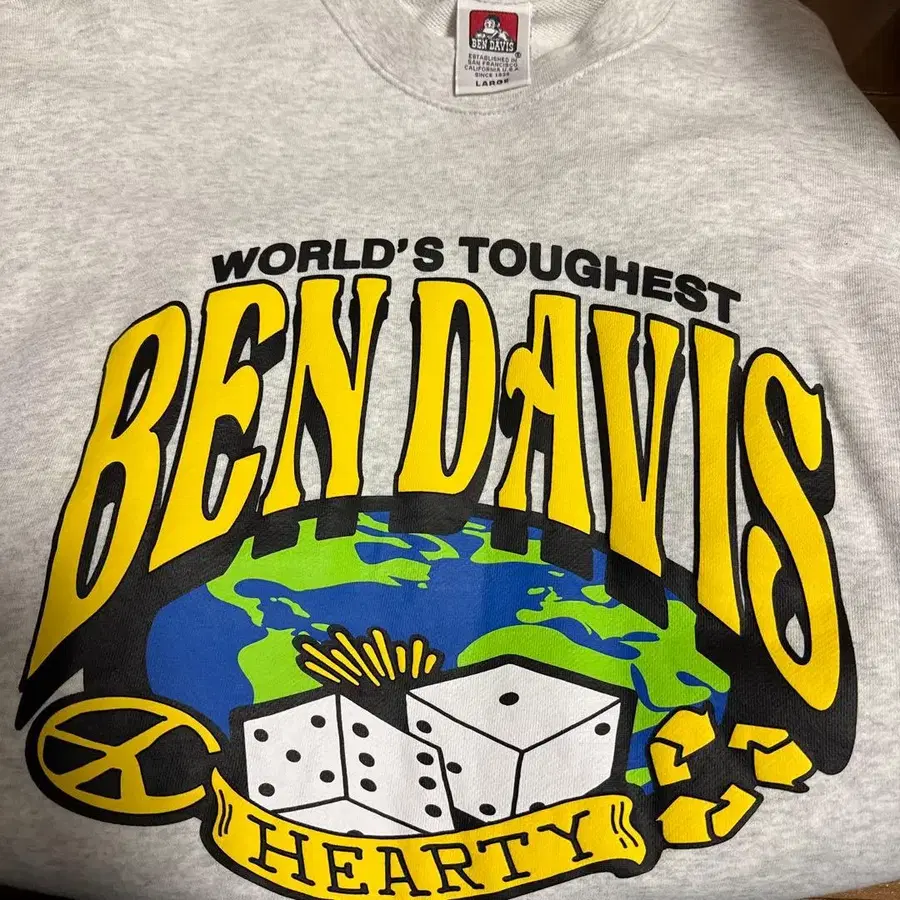 BEN DAVIS
ESTABLISHED IN
SAN FRANCISCO
CALIFORNIA U.S.A.
SINCE 1935
LARGE
WORLD'S TOUGHEST
BEN DAVIS
HEARTY